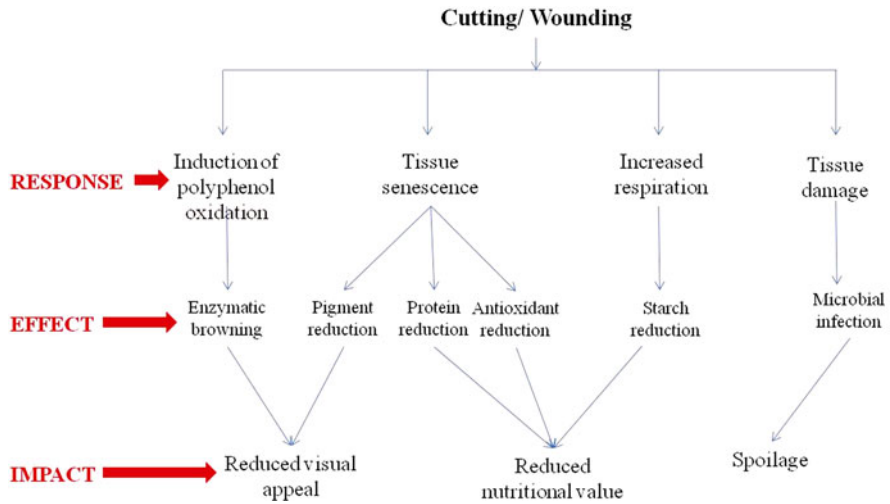 Cutting/ Wounding
RESPONSE
Induction of
polyphenol
oxidation
Tissue
senescence
Increased
respiration
Tissue
damage
EFFECT
Enzymatic
browning
Pigment
reduction
Protein
reduction
Antioxidant
reduction
Starch
reduction
Microbial
infection
IMPACT
Reduced visual
appeal
Reduced
nutritional value
Spoilage